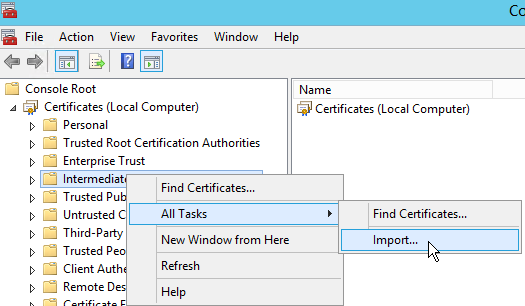 Co
File Action View Favorites Window Help
Console Root
Certificates (Local Computer)
Personal
Trusted Root Certification Authorities
Enterprise Trust
Intermediate
Trusted Pub
Untrusted C
Third-Party
Trusted Peo
Client Authe
Remote Des
Certificate E
Name
Certificates (Local Computer)
Find Certificates...
All Tasks
New Window from Here
Refresh
Help
Find Certificates...
Import...